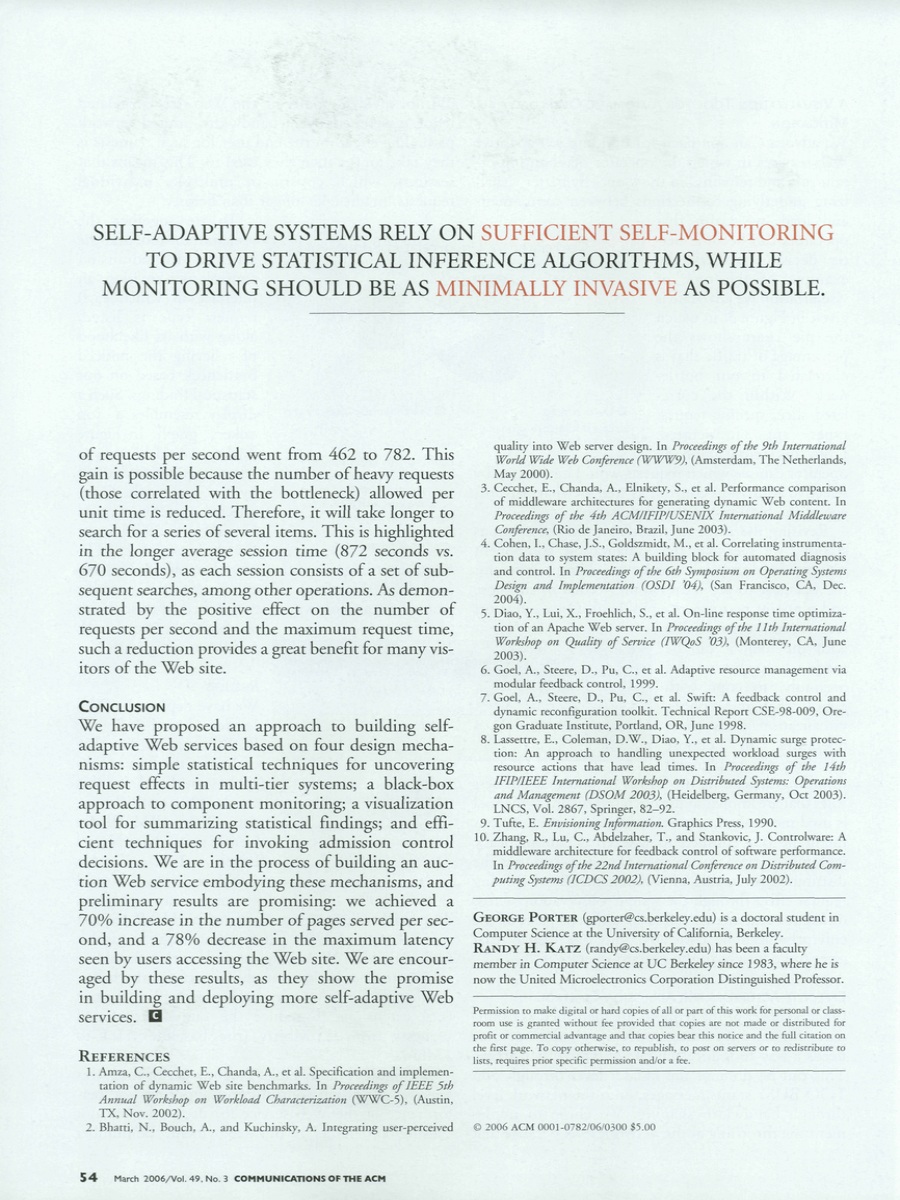 SELF-ADAPTIVE SYSTEMS RELY ON SUFFICIENT SELF-MONITORING
TO DRIVE STATISTICAL INFERENCE ALGORITHMS, WHILE
MONITORING SHOULD BE AS MINIMALLY INVASIVE AS POSSIBLE.
of requests per second went from 462 to 782. This
gain is possible because the number of heavy requests
(those correlated with the bottleneck) allowed per
unit time is reduced. Therefore, it will take longer to
search for a series of several items. This is highlighted
in the longer average session time (872 seconds vs.
670 seconds), as each session consists of a set of sub-
sequent searches, among other operations. As demon-
strated by the positive effect on the number of
requests per second and the maximum request time,
such a reduction provides a great benefit for many vis-
itors of the Web site.
CONCLUSION
We have proposed an approach to building self-
adaptive Web services based on four design mecha-
nisms: simple statistical techniques for uncovering
request effects in multi-tier systems; a black-box
approach to component monitoring; a visualization
tool for summarizing statistical findings; and effi-
cient techniques for invoking admission control
decisions. We are in the process of building an auc-
tion Web service embodying these mechanisms, and
preliminary results are promising: we achieved a
70% increase in the number of pages served per sec-
ond, and a 78% decrease in the maximum latency
seen by users accessing the Web site. We are encour-
aged by these results, as they show the promise
in building and deploying more self-adaptive Web
services. C
REFERENCES
1. Amza, C., Cecchet, E., Chanda, A., et al. Specification and implemen-
tation of dynamic Web site benchmarks. In Proceedings of IEEE 5th
Annual Workshop on Workload Characterization (WWC-5), (Austin,
TX, Nov. 2002).
2. Bhatti, N., Bouch, A., and Kuchinsky, A. Integrating user-perceived
quality into Web server design. In Proceedings of the 9th International
World Wide Web Conference (WWW9), (Amsterdam, The Netherlands,
May 2000).
3. Cecchet, E., Chanda, A., Elnikety, S., et al. Performance comparison
of middleware architectures for generating dynamic Web content. In
Proceedings of the 4th ACM/IFIP/USENIX International Middleware
Conference, (Rio de Janeiro, Brazil, June 2003).
4. Cohen, I., Chase, J.S., Goldszmidt, M., et al. Correlating instrumenta-
tion data to system states: A building block for automated diagnosis
and control. In Proceedings of the 6th Symposium on Operating Systems
Design and Implementation (OSDI '04), (San Francisco, CA, Dec.
2004).
5. Diao, Y., Lui, X., Froehlich, S., et al. On-line response time optimiza-
tion of an Apache Web server. In Proceedings of the 11th International
Workshop on Quality of Service (IWQoS '03), (Monterey, CA, June
2003).
6. Goel, A., Steere, D., Pu, C., et al. Adaptive resource management via
modular feedback control, 1999.
7. Goel, A., Steere, D., Pu, C., et al. Swift: A feedback control and
dynamic reconfiguration toolkit. Technical Report CSE-98-009, Ore-
gon Graduate Institute, Portland, OR, June 1998.
8. Lassettre, E., Coleman, D.W., Diao, Y., et al. Dynamic surge protec-
tion: An approach to handling unexpected workload surges with
resource actions that have lead times. In Proceedings of the 14th
IFIP/IEEE International Workshop on Distributed Systems: Operations
and Management (DSOM 2003), (Heidelberg, Germany, Oct 2003).
LNCS, Vol. 2867, Springer, 82–92.
9. Tufte, E. Envisioning Information. Graphics Press, 1990.
10. Zhang, R., Lu, C., Abdelzaher, T., and Stankovic, J. Controlware: A
middleware architecture for feedback control of software performance.
In Proceedings of the 22nd International Conference on Distributed Com-
puting Systems (ICDCS 2002), (Vienna, Austria, July 2002).
GEORGE PORTER (gporter@cs.berkeley.edu) is a doctoral student in
Computer Science at the University of California, Berkeley.
RANDY H. KATZ (randy@cs.berkeley.edu) has been a faculty
member in Computer Science at UC Berkeley since 1983, where he is
now the United Microelectronics Corporation Distinguished Professor.
Permission to make digital or hard copies of all or part of this work for personal or class-
room use is granted without fee provided that copies are not made or distributed for
profit or commercial advantage and that copies bear this notice and the full citation on
the first page. To copy otherwise, to republish, to post on servers or to redistribute to
lists, requires prior specific permission and/or a fee.
© 2006 ACM 0001-0782/06/0300 $5.00
54 March 2006/Vol. 49, No. 3 COMMUNICATIONS OF THE ACM